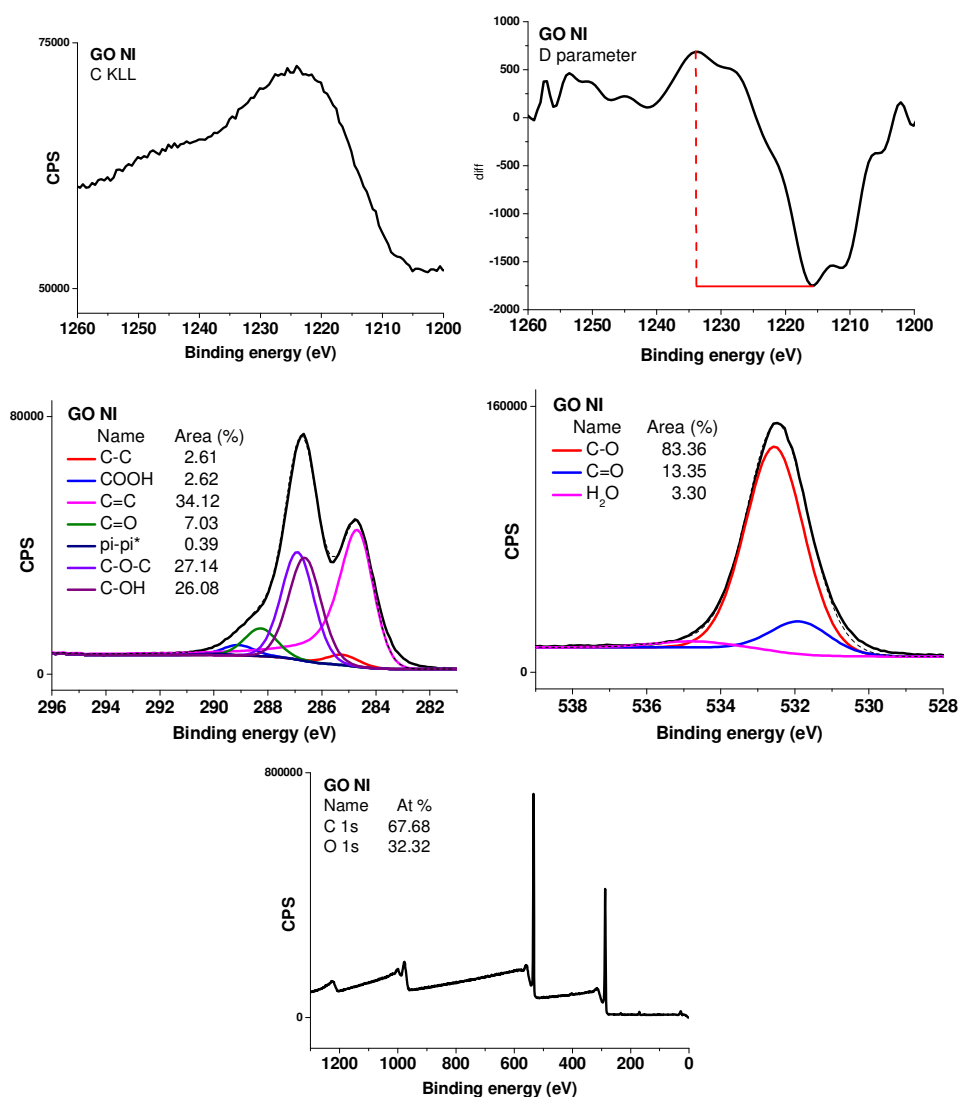 GO NI
C KLL
75000
50000
CPS
1260 1250 1240 1230 1220 1210 1200
Binding energy (eV)
GO NI
D parameter
1000
500
0
-500
-1000
-1500
-2000
diff
1260 1250 1240 1230 1220 1210 1200
Binding energy (eV)
GO NI
Name Area (%)
C-C 2.61
COOH 2.62
C=C 34.12
C=O 7.03
pi-pi* 0.39
C-O-C 27.14
C-OH 26.08
80000
0
CPS
296 294 292 290 288 286 284 282
Binding energy (eV)
GO NI
Name Area (%)
C-O 83.36
C=O 13.35
H₂O 3.30
160000
0
CPS
538 536 534 532 530 528
Binding energy (eV)
GO NI
Name At %
C 1s 67.68
O 1s 32.32
800000
0
CPS
1200 1000 800 600 400 200 0
Binding energy (eV)